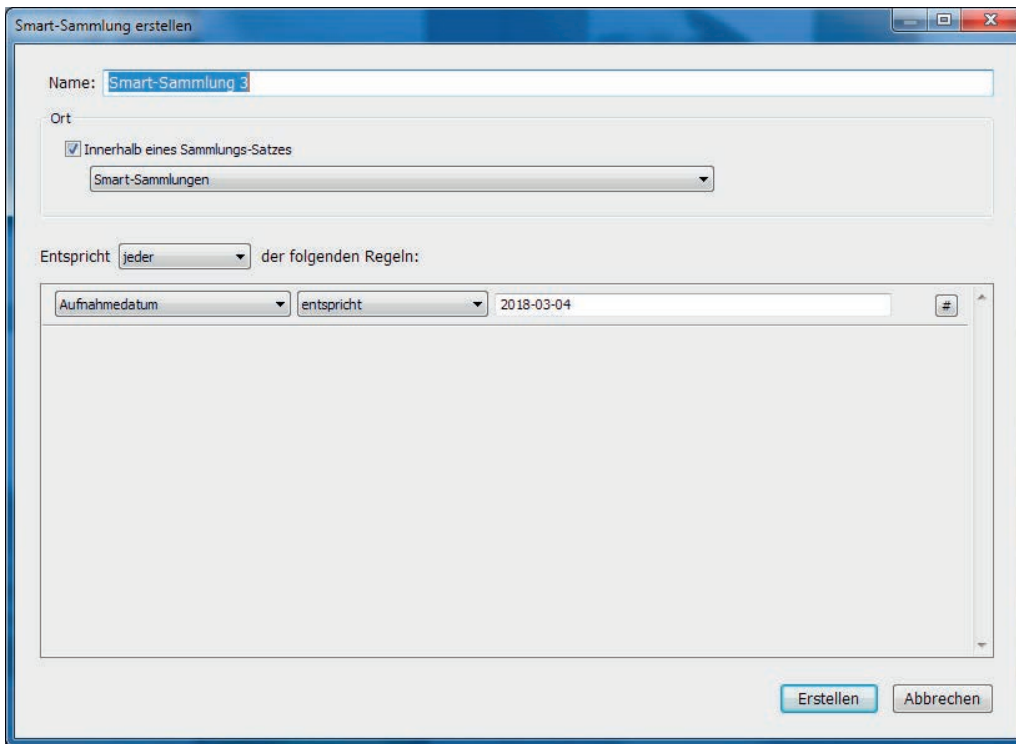 Smart-Sammlung erstellen
Name: Smart-Sammlung 3
Ort
Innerhalb eines Sammlungs-Satzes
Smart-Sammlungen
Entspricht jeder der folgenden Regeln:
Aufnahmedatum entspricht 2018-03-04 #
Erstellen Abbrechen